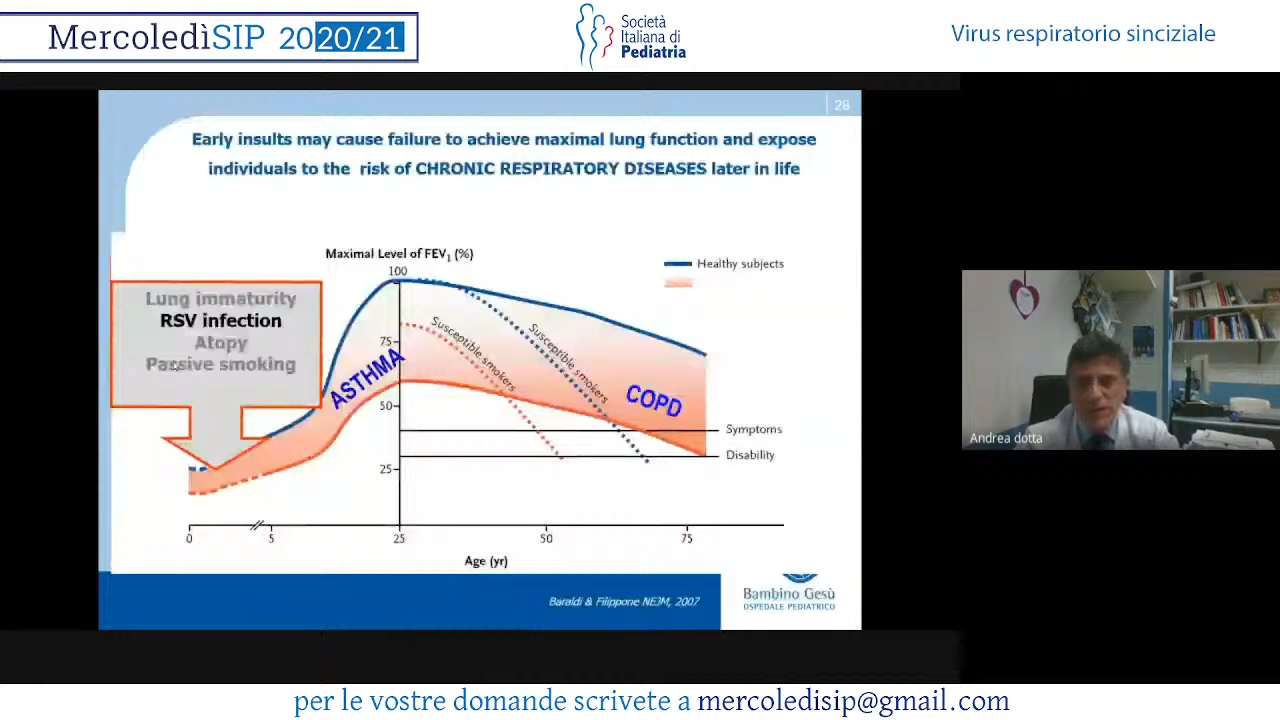 MercoledìSIP 2020/21
Società
Italiana di
Pediatria
Virus respiratorio sinciziale
28
Early insults may cause failure to achieve maximal lung function and expose
individuals to the risk of CHRONIC RESPIRATORY DISEASES later in life
Maximal Level of FEV1 (%)
100
Healthy subjects
Lung immaturity
RSV infection
Atopy
Passive smoking
75
Susceptible smokers
Susceptible smokers
ASTHMA
COPD
50
Symptoms
Disability
25
0
5
25
50
75
Age (yr)
Baraldi & Filippone NEJM, 2007
Bambino Gesù
OSPEDALE PEDIATRICO
Andrea dotta
per le vostre domande scrivete a mercoledisip@gmail.com